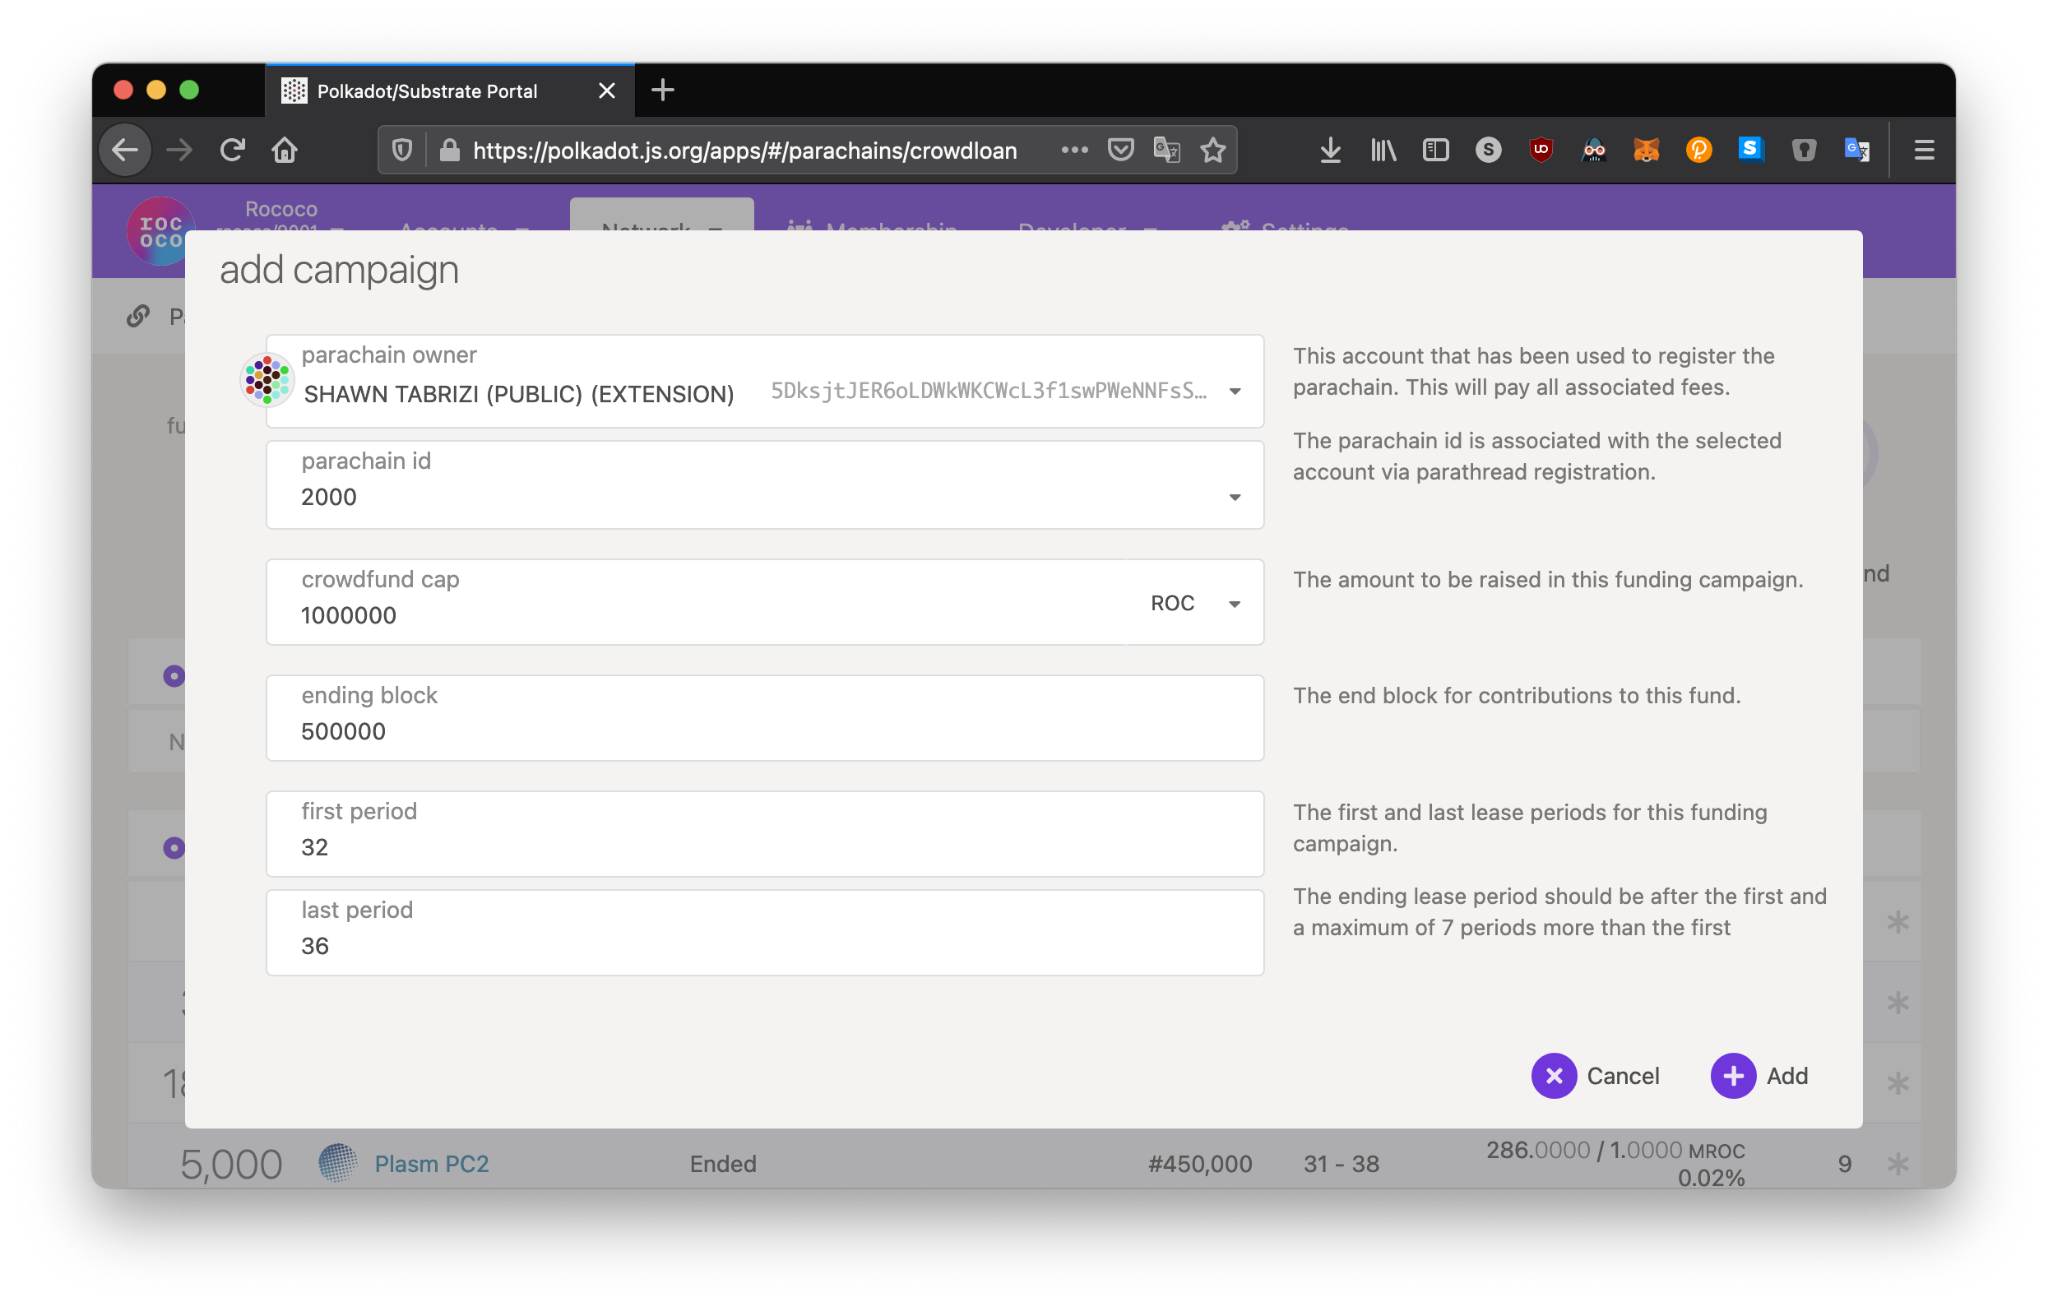 Polkadot/Substrate Portal
https://polkadot.js.org/apps/#/parachains/crowdloan
roc
oco
Rococo
Network
Membership
Developer
Settings
add campaign
parachain owner
SHAWN TABRIZI (PUBLIC) (EXTENSION)
5DksjtJER6oLDWkWKCWcL3f1swPWeNNFsS…
This account that has been used to register the
parachain. This will pay all associated fees.
parachain id
2000
The parachain id is associated with the selected
account via parathread registration.
crowdfund cap
1000000
ROC
The amount to be raised in this funding campaign.
ending block
500000
The end block for contributions to this fund.
first period
32
The first and last lease periods for this funding
campaign.
last period
36
The ending lease period should be after the first and
a maximum of 7 periods more than the first
Cancel
Add
5,000
Plasm PC2
Ended
#450,000
31 - 38
286.0000 / 1.0000 MROC
0.02%
9